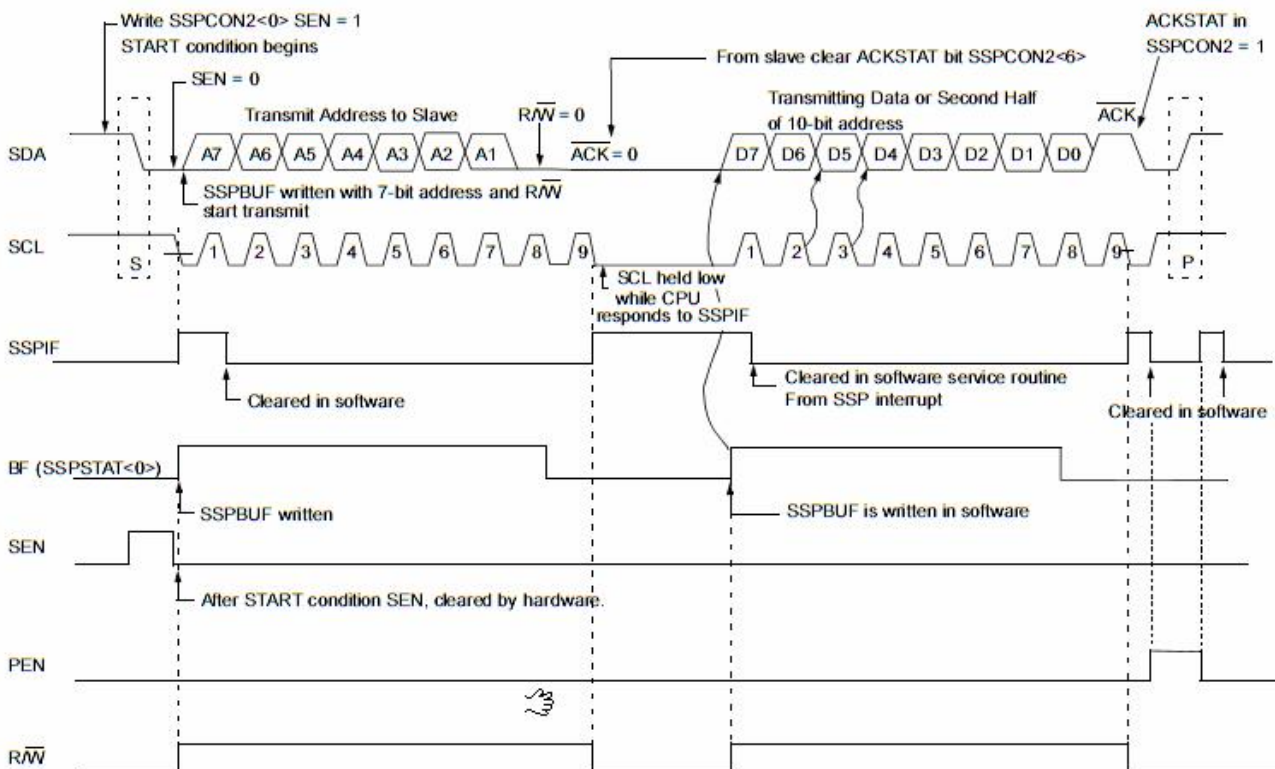 Write SSPCON2<0> SEN = 1
START condition begins
ACKSTAT in
SSPCON2 = 1
From slave clear ACKSTAT bit SSPCON2<6>
SEN = 0
Transmit Address to Slave
R/W = 0
Transmitting Data or Second Half
of 10-bit address
ACK
SDA
A7 A6 A5 A4 A3 A2 A1
ACK = 0
D7 D6 D5 D4 D3 D2 D1 D0
SSPBUF written with 7-bit address and R/W
start transmit
SCL
S
1 2 3 4 5 6 7 8 9
1 2 3 4 5 6 7 8 9
P
SCL held low
while CPU
responds to SSPIF
SSPIF
Cleared in software
Cleared in software service routine
From SSP interrupt
Cleared in software
BF (SSPSTAT<0>)
SSPBUF written
SSPBUF is written in software
SEN
After START condition SEN, cleared by hardware.
PEN
R/W